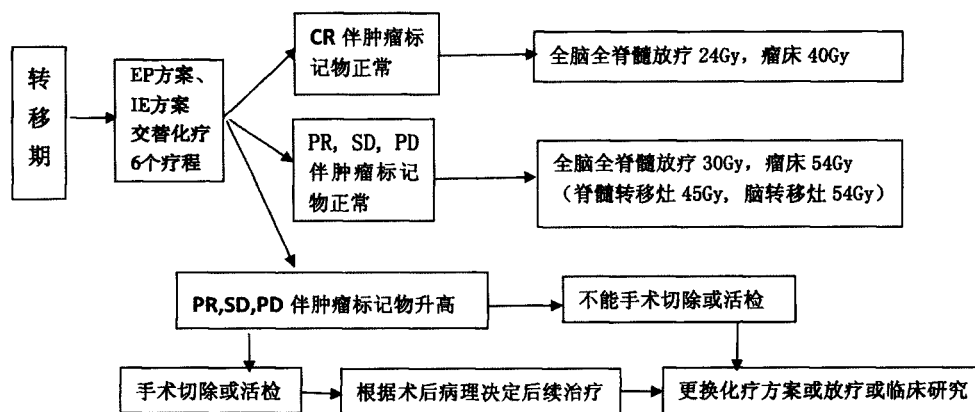 转移期
EP方案、
IE方案
交替化疗
6个疗程
CR 伴肿瘤标
记物正常
全脑全脊髓放疗 24Gy，瘤床 40Gy
PR, SD, PD
伴肿瘤标记
物正常
全脑全脊髓放疗 30Gy，瘤床 54Gy
（脊髓转移灶 45Gy, 脑转移灶 54Gy）
PR,SD,PD 伴肿瘤标记物升高
不能手术切除或活检
手术切除或活检
根据术后病理决定后续治疗
更换化疗方案或放疗或临床研究